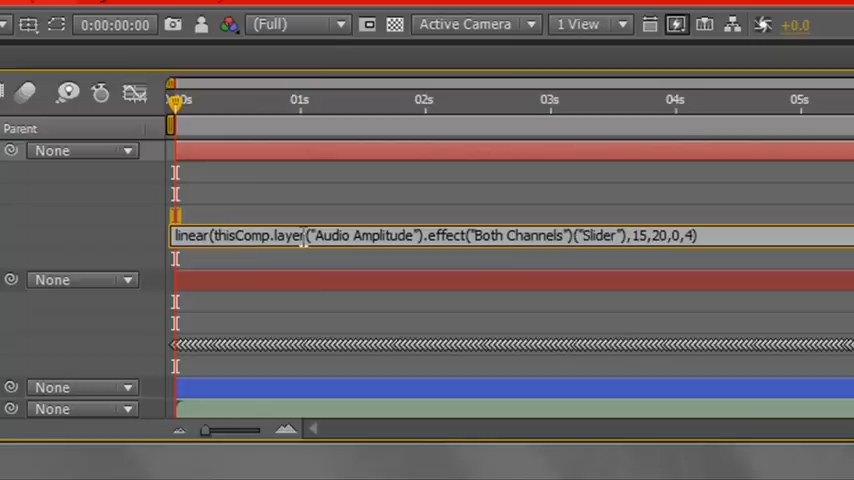 0:00:00:00 (Full) Active Camera 1 View +0.0
01s 02s 03s 04s 05s
Parent
None
linear(thisComp.layer("Audio Amplitude").effect("Both Channels")("Slider"),15,20,0,4)
None
None
None